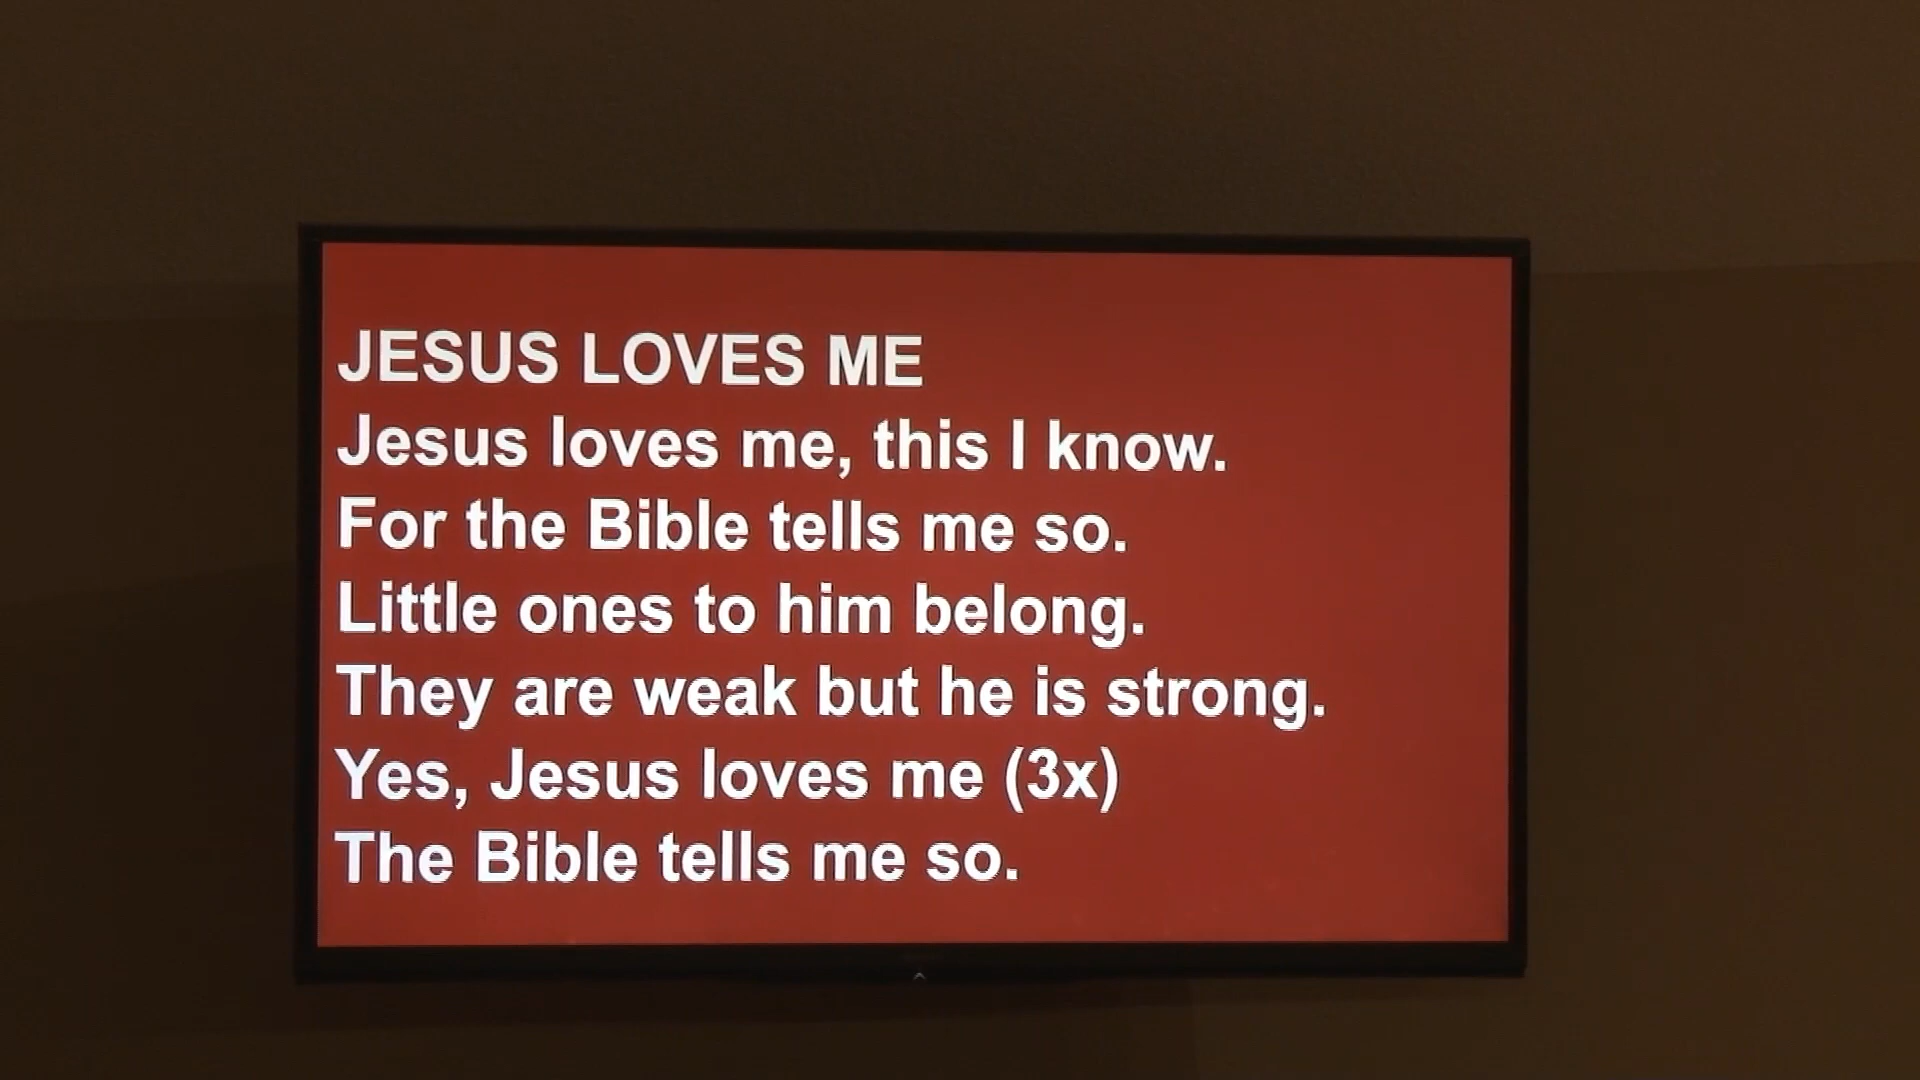 JESUS LOVES ME
Jesus loves me, this I know.
For the Bible tells me so.
Little ones to him belong.
They are weak but he is strong.
Yes, Jesus loves me (3x)
The Bible tells me so.